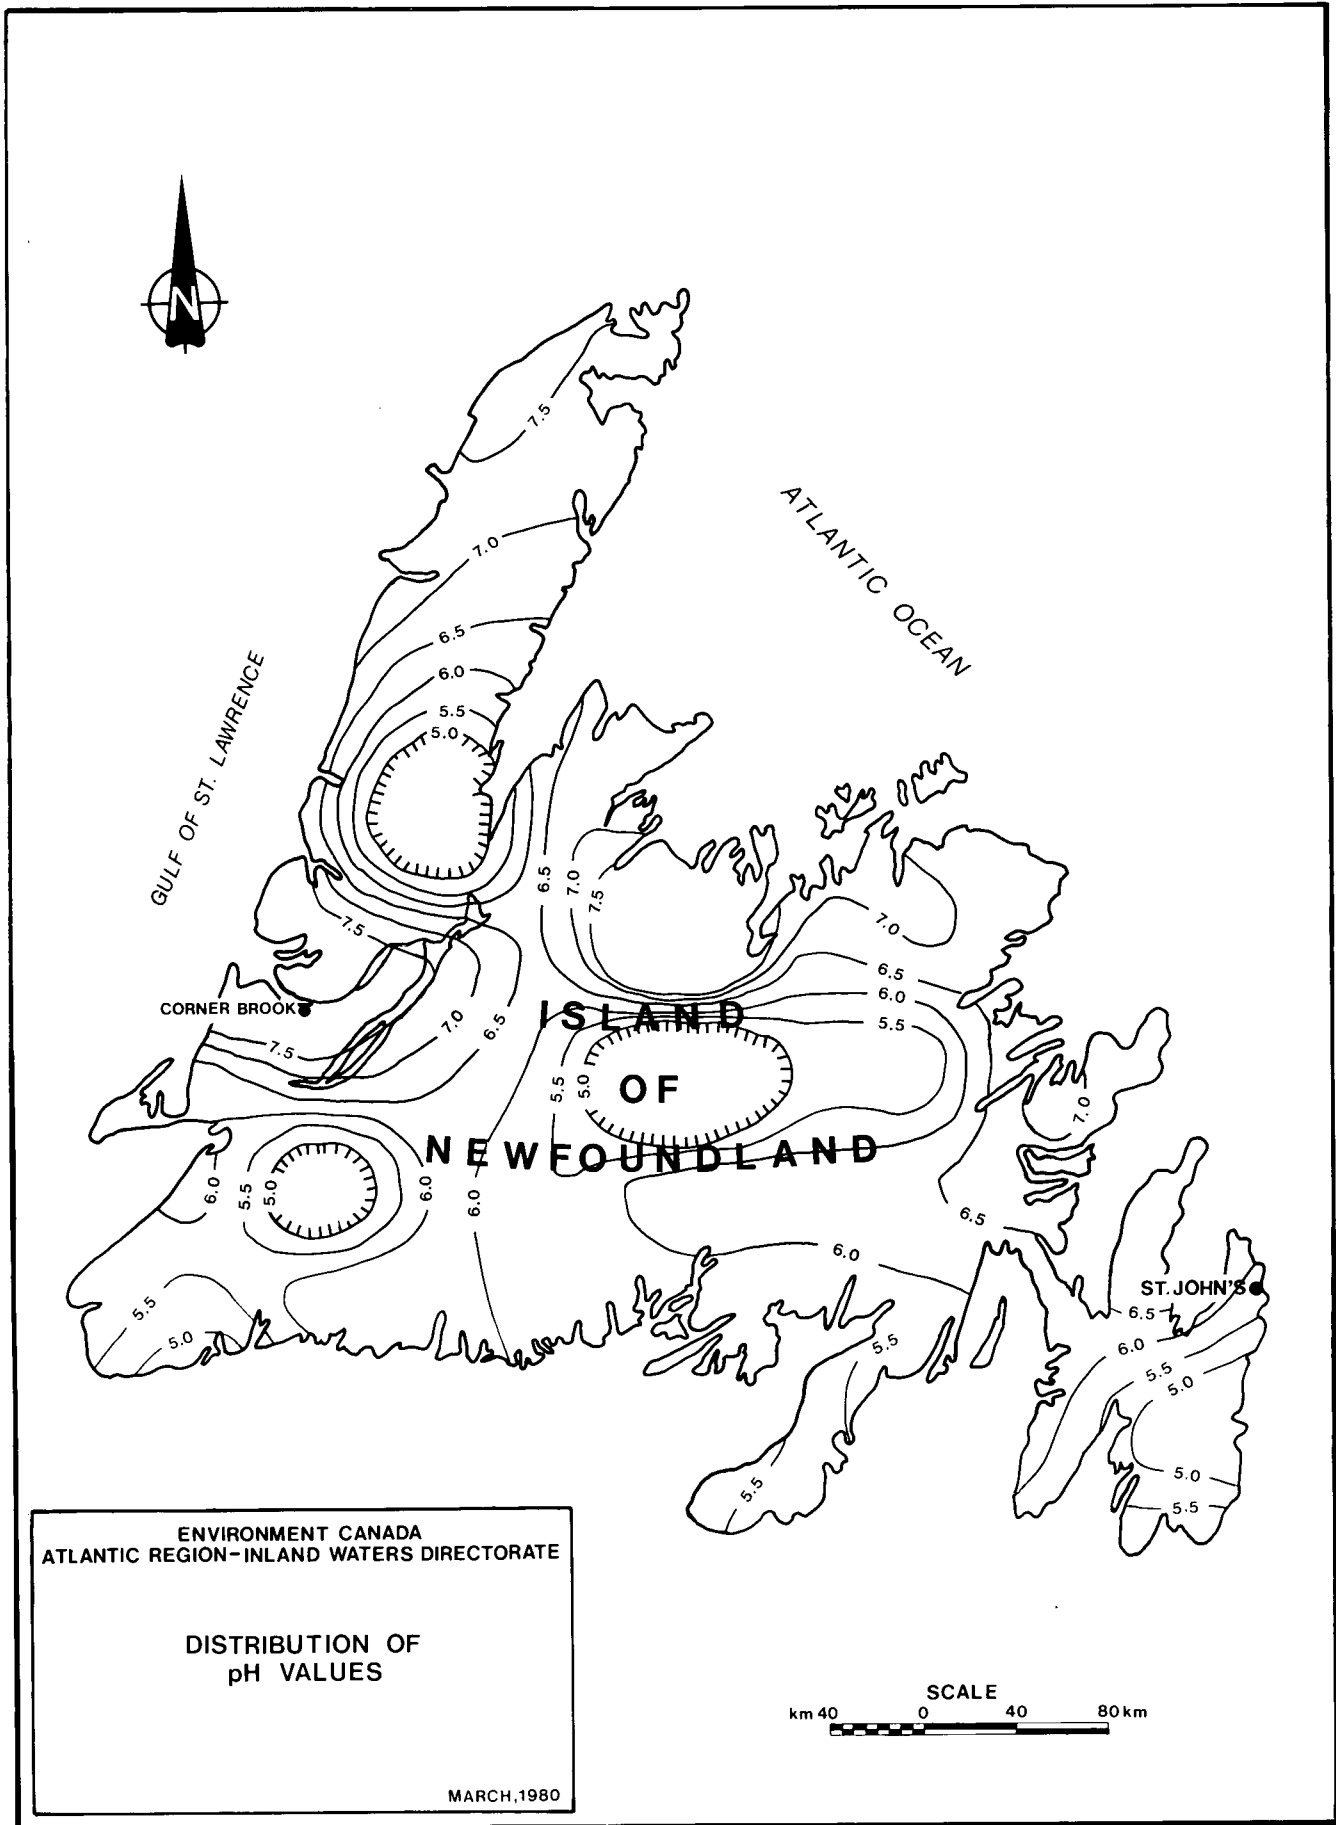 N
7.5
7.0
ATLANTIC OCEAN
6.5
6.0
GULF OF ST. LAWRENCE
5.5
5.0
6.5
7.0
7.5
7.5
7.0
6.5
6.0
CORNER BROOK
ISLAND
7.0
6.5
5.5
7.5
5.5
5.0
OF
7.0
NEWFOUNDLAND
6.0
5.5
5.0
6.0
6.0
6.5
6.0
ST. JOHN'S
5.5
6.5
5.0
5.5
6.0
5.5
5.0
5.0
5.5
5.5
ENVIRONMENT CANADA
ATLANTIC REGION-INLAND WATERS DIRECTORATE
DISTRIBUTION OF
pH VALUES
MARCH, 1980
SCALE
km 40 0 40 80 km